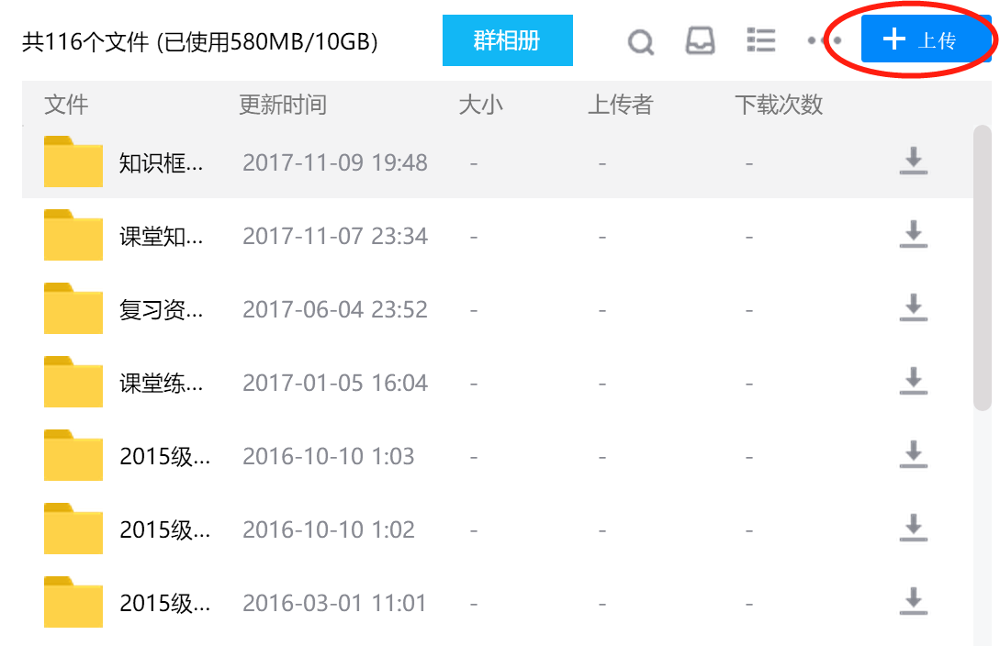 共116个文件 (已使用580MB/10GB) 群相册 上传
文件 更新时间 大小 上传者 下载次数
知识框... 2017-11-09 19:48 - - -
课堂知... 2017-11-07 23:34 - - -
复习资... 2017-06-04 23:52 - - -
课堂练... 2017-01-05 16:04 - - -
2015级... 2016-10-10 1:03 - - -
2015级... 2016-10-10 1:02 - - -
2015级... 2016-03-01 11:01 - - -